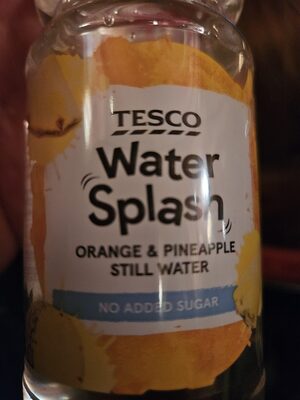 TESCO
Water
Splash
ORANGE & PINEAPPLE
STILL WATER
NO ADDED SUGAR